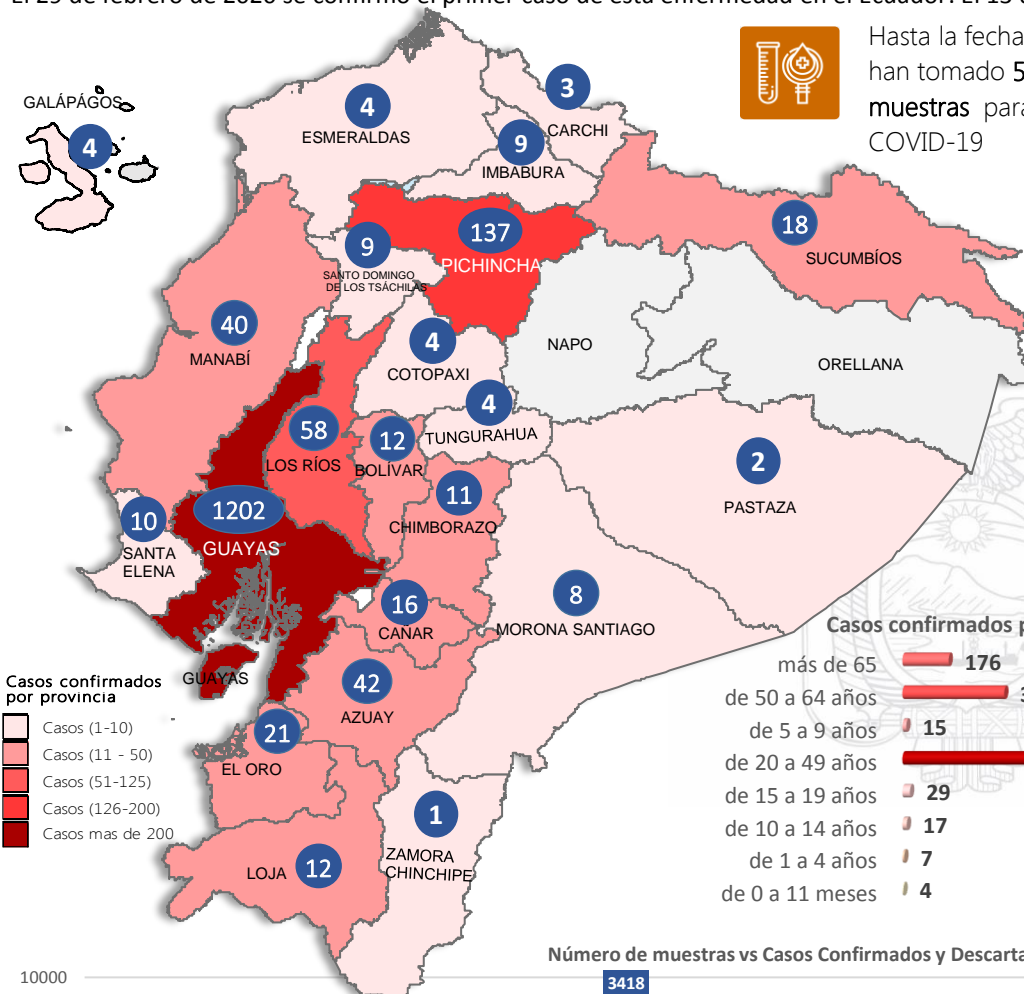 El 29 de febrero de 2020 se confirmó el primer caso de esta enfermedad en el Ecuador. El 13
Hasta la fecha
han tomado 5
muestras para
COVID-19
GALÁPAGOS
4
4
ESMERALDAS
3
CARCHI
9
IMBABURA
18
SUCUMBÍOS
137
PICHINCHA
9
SANTO DOMINGO
DE LOS TSÁCHILAS
40
MANABÍ
4
COTOPAXI
NAPO
ORELLANA
4
TUNGURAHUA
58
LOS RÍOS
12
BOLÍVAR
2
PASTAZA
11
CHIMBORAZO
10
SANTA
ELENA
1202
GUAYAS
16
CAÑAR
8
MORONA SANTIAGO
GUAYAS
42
AZUAY
21
EL ORO
1
ZAMORA
CHINCHIPE
LOJA 12
Casos confirmados
por provincia
Casos (1-10)
Casos (11 - 50)
Casos (51-125)
Casos (126-200)
Casos mas de 200
Casos confirmados p
más de 65 176
de 50 a 64 años 3
de 5 a 9 años 15
de 20 a 49 años
de 15 a 19 años 29
de 10 a 14 años 17
de 1 a 4 años 7
de 0 a 11 meses 4
Número de muestras vs Casos Confirmados y Descarta
10000
3418